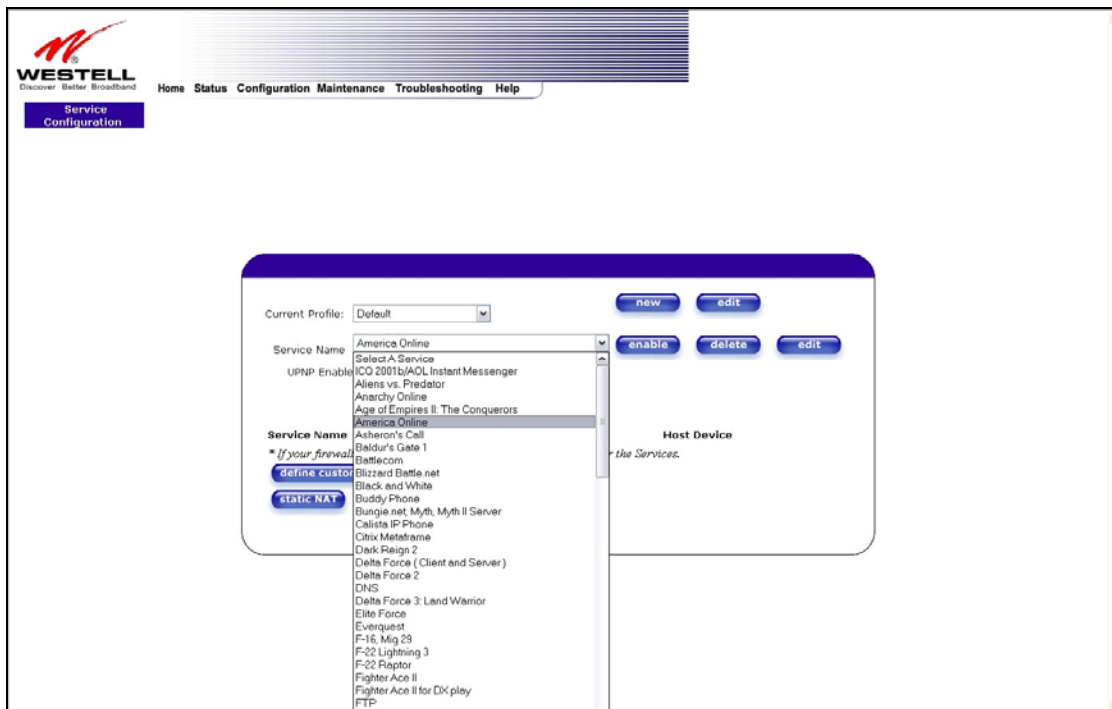 WESTELL
Discover Better Broadband
Home Status Configuration Maintenance Troubleshooting Help
Service
Configuration
new edit
Current Profile: Default
Service Name America Online enable delete edit
Select A Service
UPNP Enable
ICQ 2001b/AOL Instant Messenger
Aliens vs. Predator
Anarchy Online
Age of Empires II: The Conquerors
America Online
Service Name Asheron's Call Host Device
Baldur's Gate 1
* If your firewall r the Services.
Battlecom
define custo
Blizzard Battle.net
Black and White
static NAT
Buddy Phone
Bungie.net, Myth, Myth II Server
Calista IP Phone
Citrix Metaframe
Dark Reign 2
Delta Force (Client and Server)
Delta Force 2
DNS
Delta Force 3: Land Warrior
Elite Force
Everquest
F-16, Mig 29
F-22 Lightning 3
F-22 Raptor
Fighter Ace II
Fighter Ace II for DX play
FTP